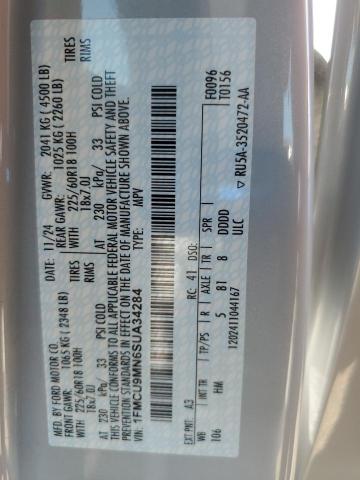 MFD. BY FORD MOTOR CO.
DATE: 11/24 GVWR: 2041 KG ( 4500 LB)
FRONT GAWR: 1065 KG ( 2348 LB) REAR GAWR: 1025 KG ( 2260 LB)
WITH 225/60R18 100H TIRES WITH 225/60R18 100H TIRES
18x7.0J RIMS 18x7.0J RIMS
AT 230 kPa/ 33 PSI COLD AT 230 kPa/ 33 PSI COLD
THIS VEHICLE CONFORMS TO ALL APPLICABLE FEDERAL MOTOR VEHICLE SAFETY AND THEFT
PREVENTION STANDARDS IN EFFECT ON THE DATE OF MANUFACTURE SHOWN ABOVE.
VIN: 1FMCU9MN6SUA34284 TYPE: MPV
F0096
T0156
EXT PNT: A3 RC: 41 DSO:
WB INT TR TP/PS R AXLE TR SPR
106 HM 5 81 8 DDDD
ULC
1202411044167
▽ RU5A-3520472-AA